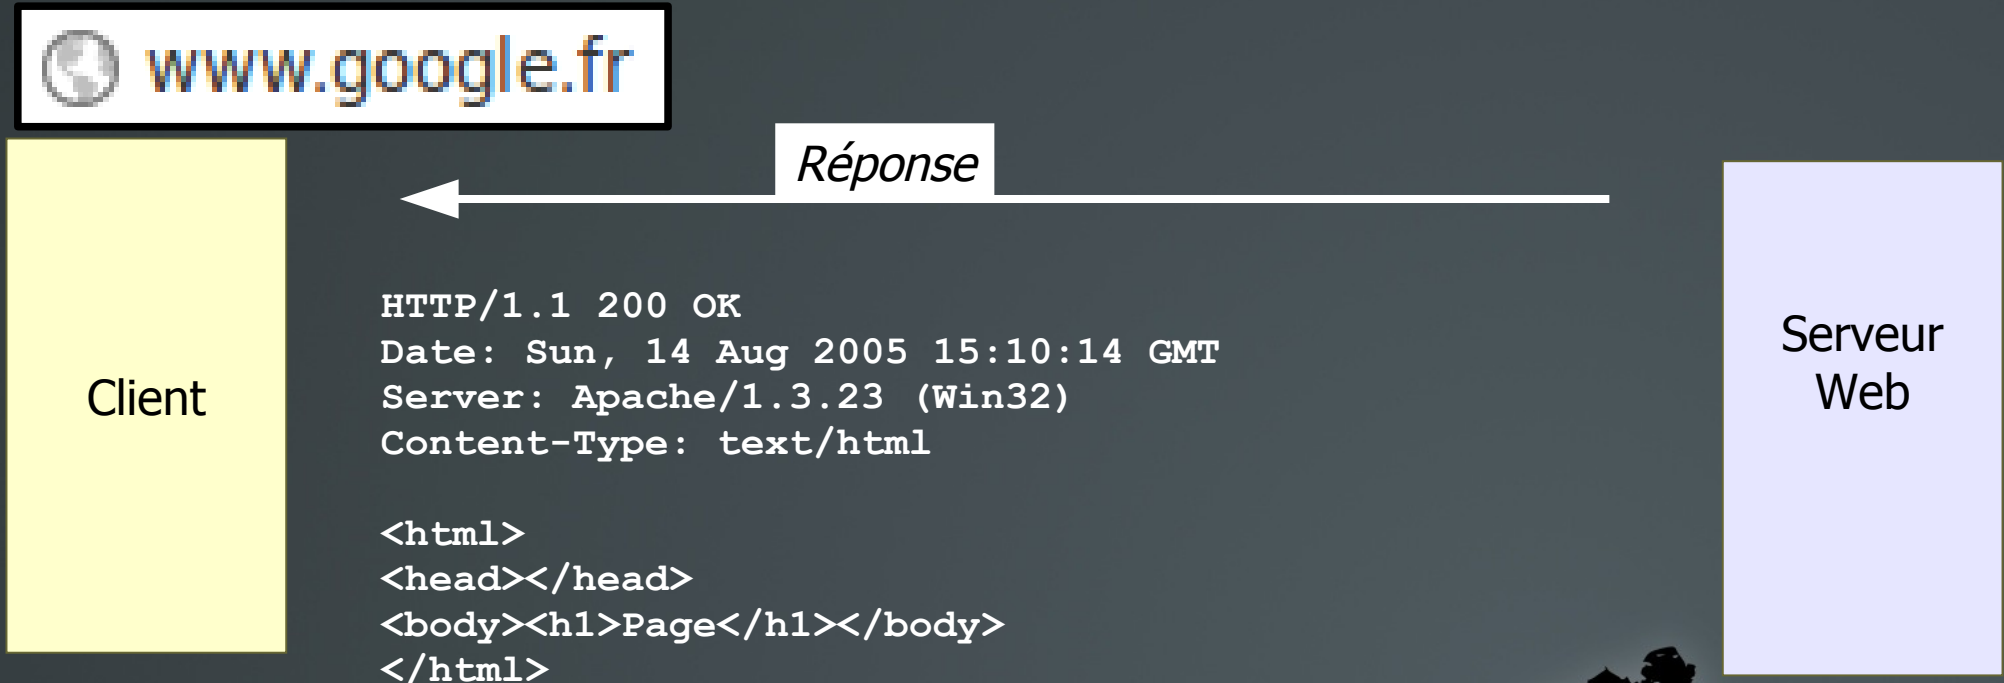 www.google.fr
Réponse
Client
HTTP/1.1 200 OK
Date: Sun, 14 Aug 2005 15:10:14 GMT
Server: Apache/1.3.23 (Win32)
Content-Type: text/html
<html>
<head></head>
<body><h1>Page</h1></body>
</html>
Serveur
Web